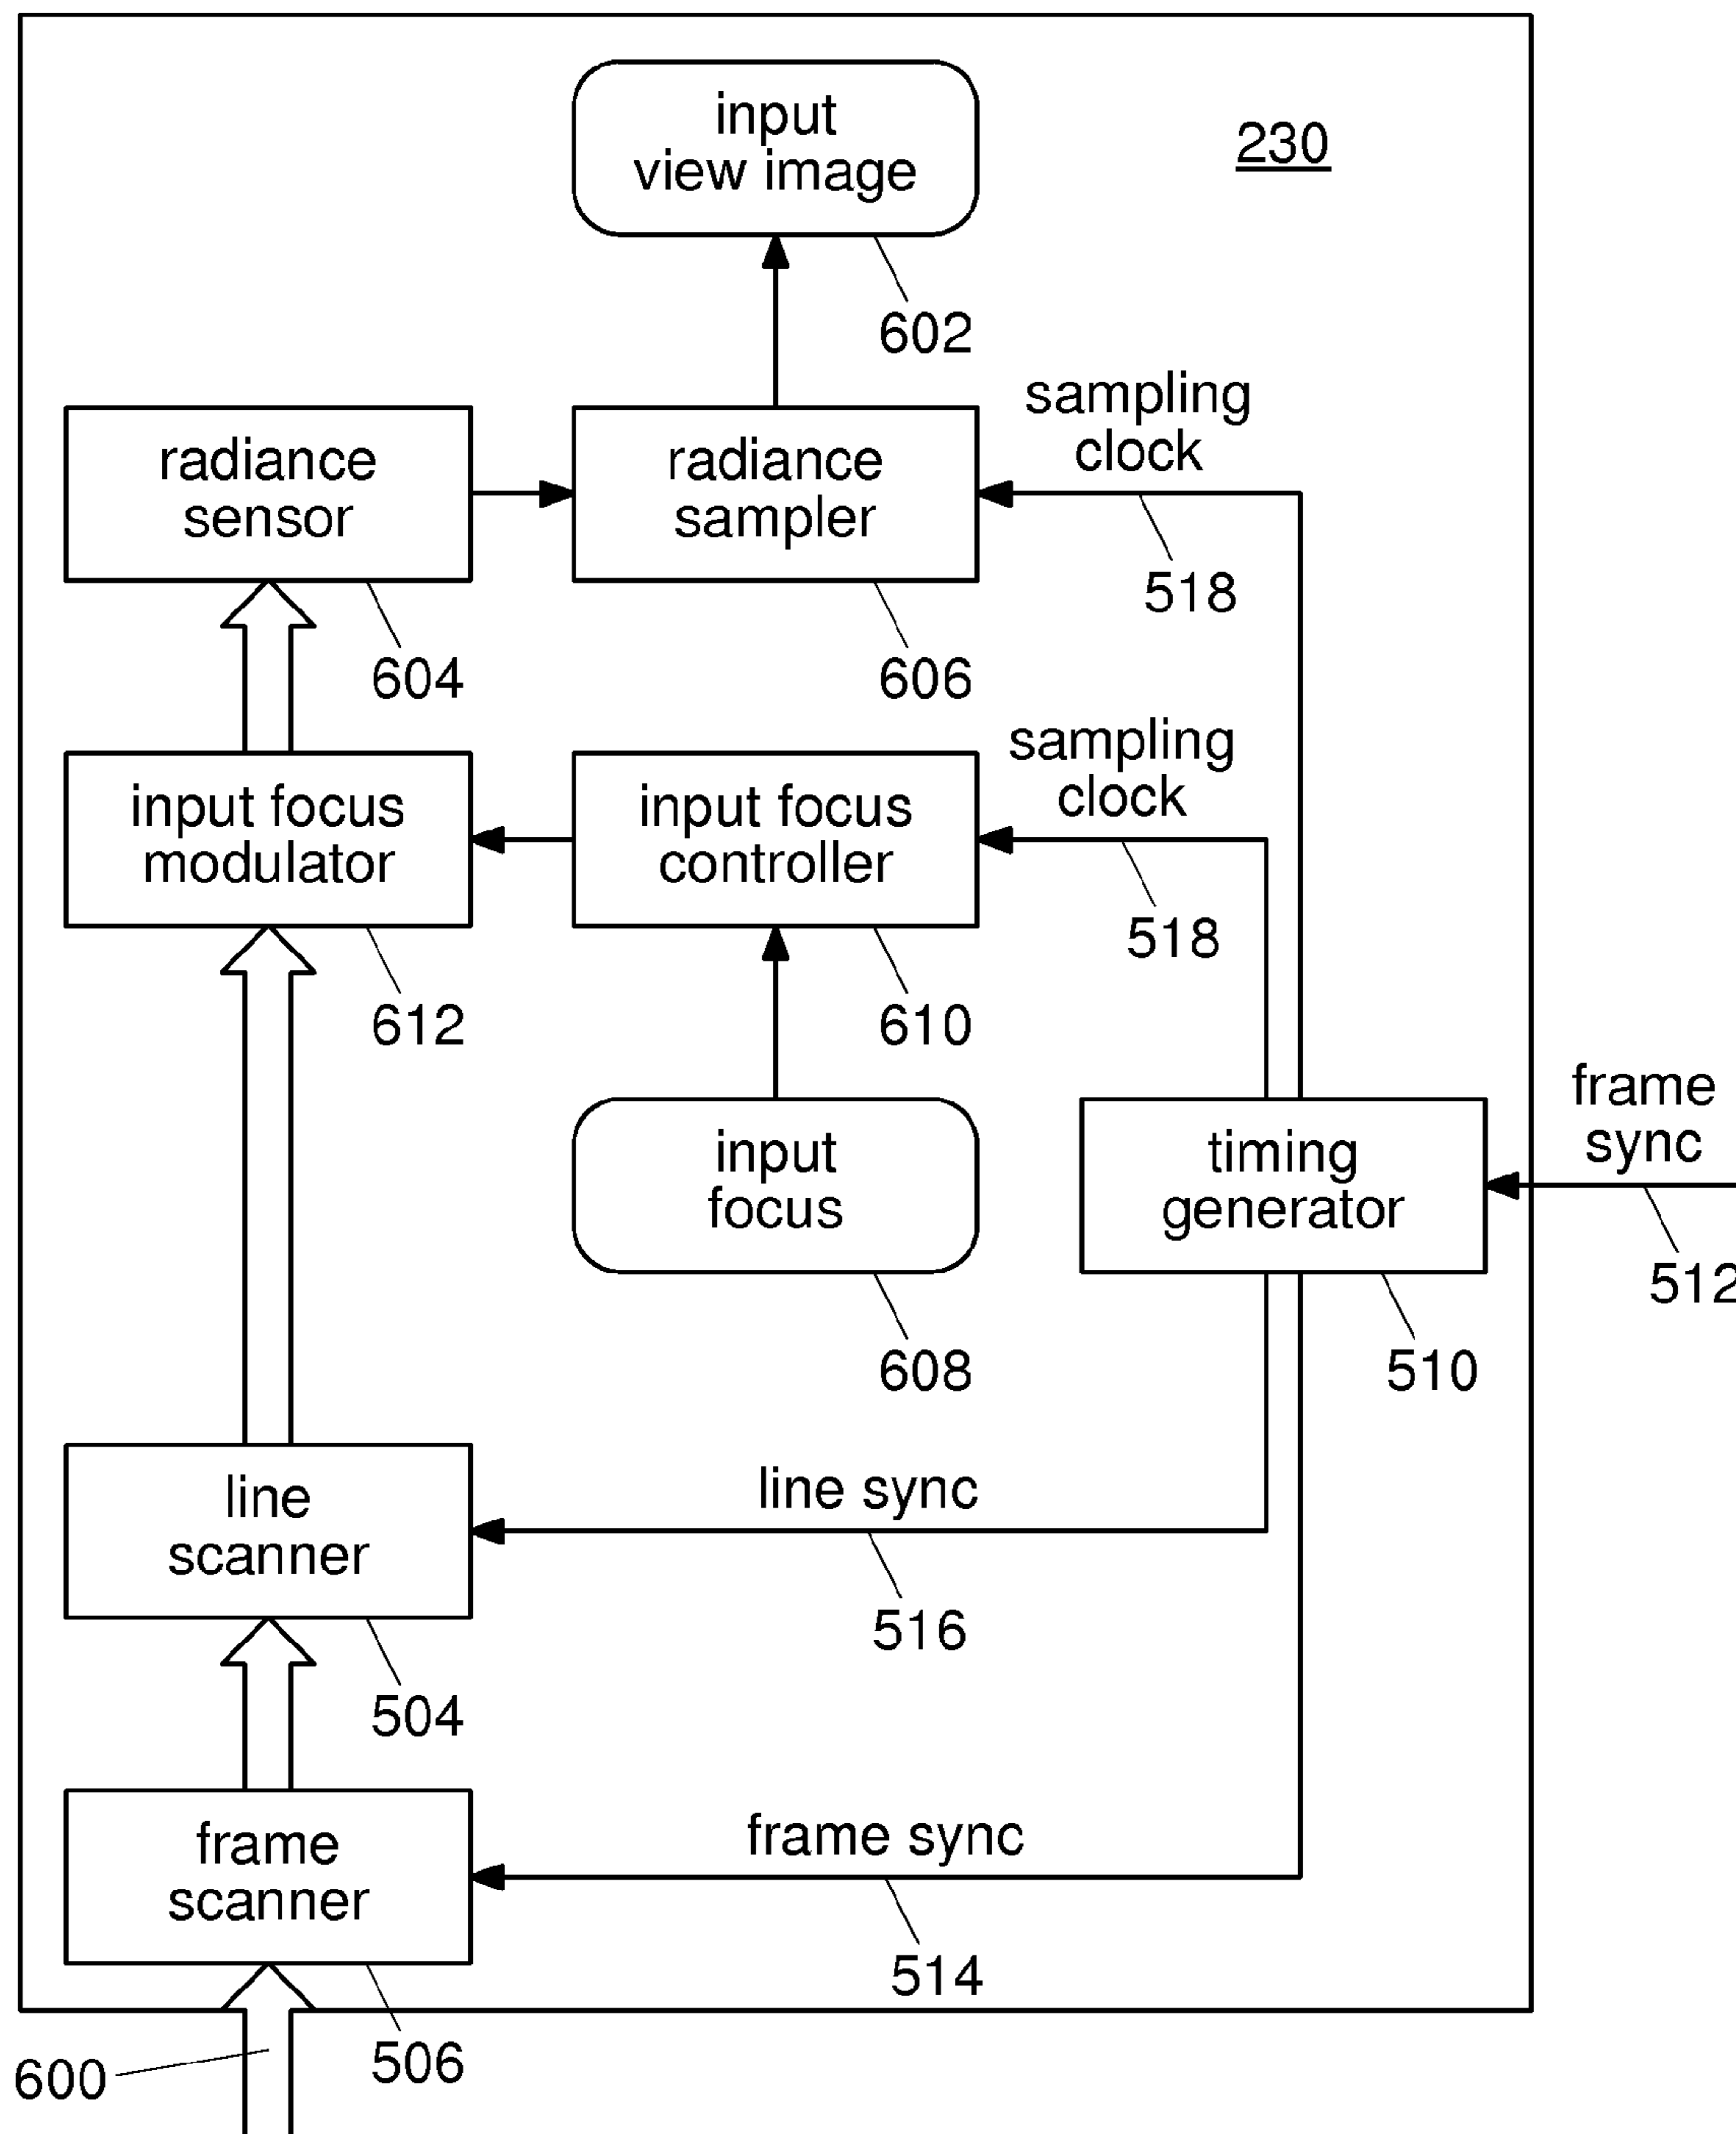 input
view image
230
602
sampling
clock
radiance
sensor
radiance
sampler
518
604
606
sampling
clock
input focus
modulator
input focus
controller
518
612
610
frame
sync
input
focus
timing
generator
512
608
510
line
scanner
line sync
516
504
frame
scanner
frame sync
514
506
600